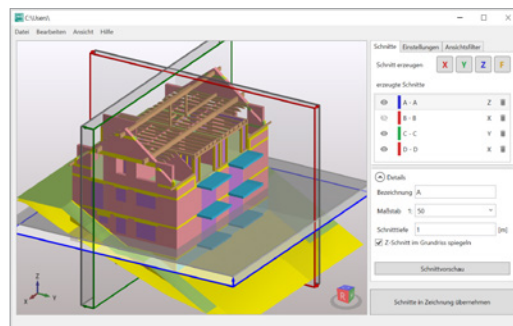 C:\Users\
Datei Bearbeiten Ansicht Hilfe
Schnitte Einstellungen Ansichtsfilter
Schnitt erzeugen X Y Z F
erzeugte Schnitte
A - A Z
B - B X
C - C Y
D - D X
Details
Bezeichnung A
Maßstab 1: 50
Schnitttiefe 1 [m]
Z-Schnitt im Grundriss spiegeln
Schnittvorschau
Schnitte in Zeichnung übernehmen
Z
X Y
R